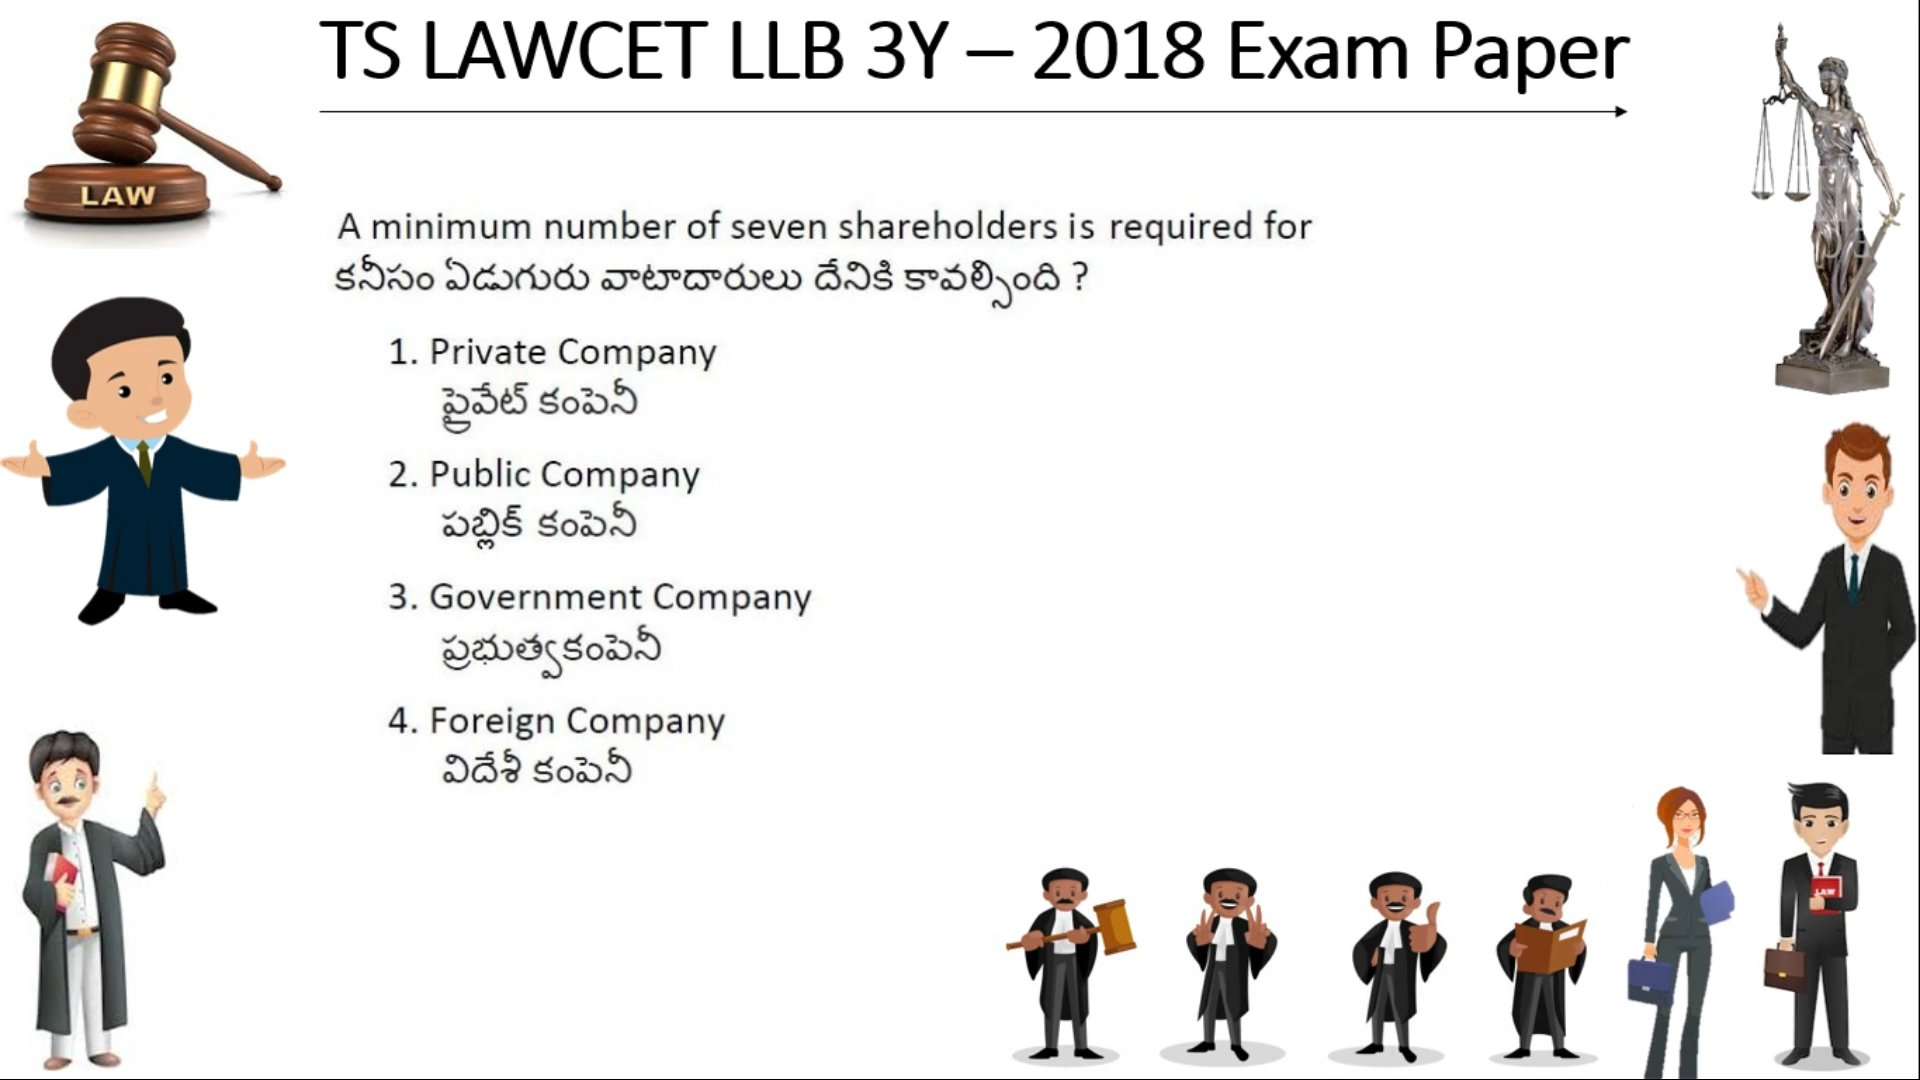 TS LAWCET LLB 3Y – 2018 Exam Paper
LAW
A minimum number of seven shareholders is required for
కనీసం ఏడుగురు వాటాదారులు దేనికి కావల్సింది ?
1. Private Company
ప్రైవేట్ కంపెనీ
2. Public Company
పబ్లిక్ కంపెనీ
3. Government Company
ప్రభుత్వకంపెనీ
4. Foreign Company
విదేశీ కంపెనీ
LAW